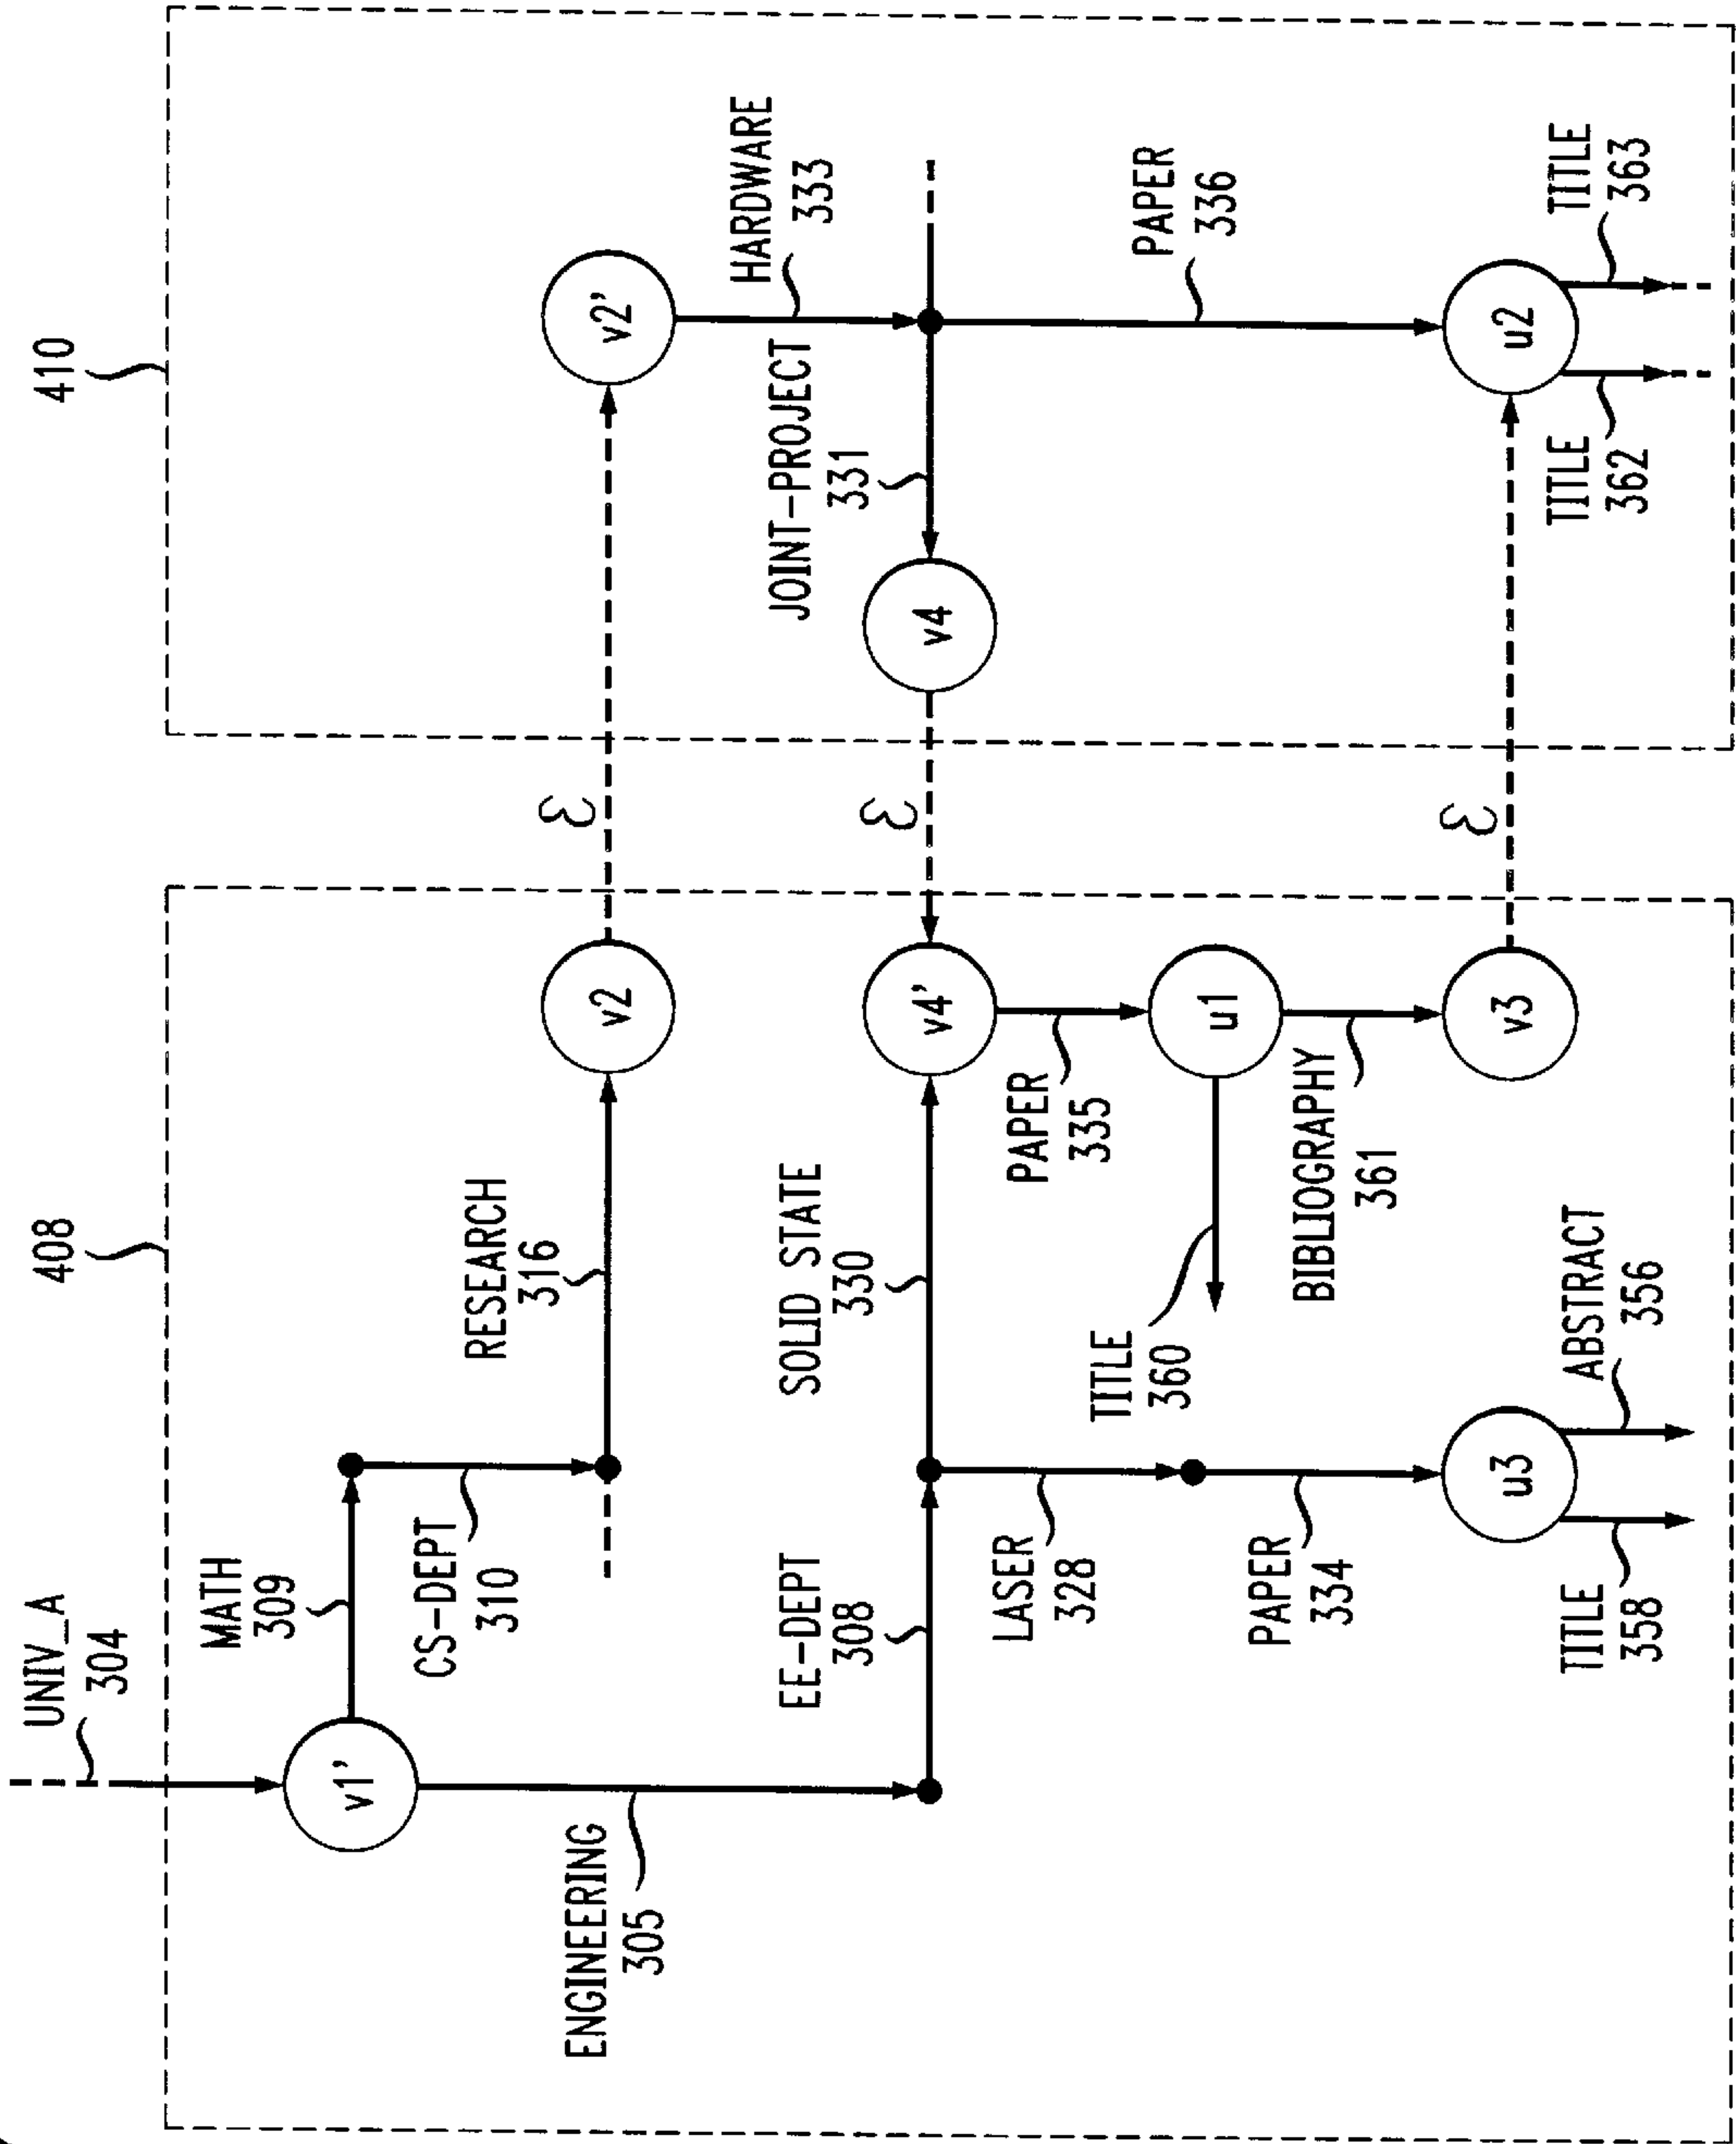 UNIV_A
304
408
410
MATH
309
v1'
CS-DEPT
310
RESEARCH
316
v2
ε
v2'
HARDWARE
333
ENGINEERING
305
EE-DEPT
308
SOLID STATE
330
v4'
ε
v4
JOINT-PROJECT
331
LASER
328
PAPER
335
u1
PAPER
336
TITLE
360
PAPER
334
BIBLIOGRAPHY
361
u3
v3
ε
u2
TITLE
358
ABSTRACT
356
TITLE
362
TITLE
363